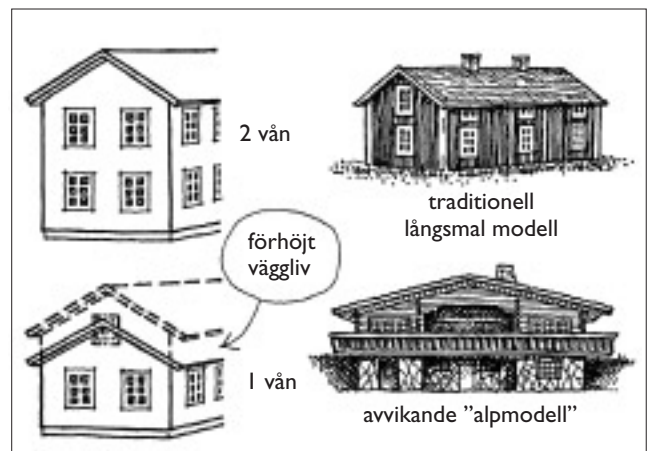 2 vån
traditionell
långsmal modell
förhöjt
väggliv
1 vån
avvikande ”alpmodell”